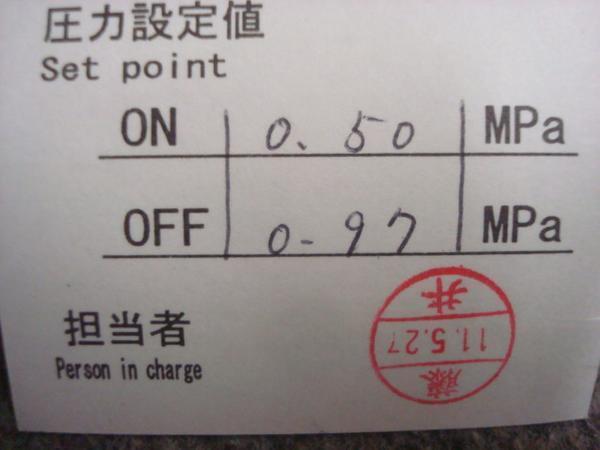 圧力設定値
Set point
ON 0.50 MPa
OFF 0.97 MPa
担当者
Person in charge
藤
11.5.27
井